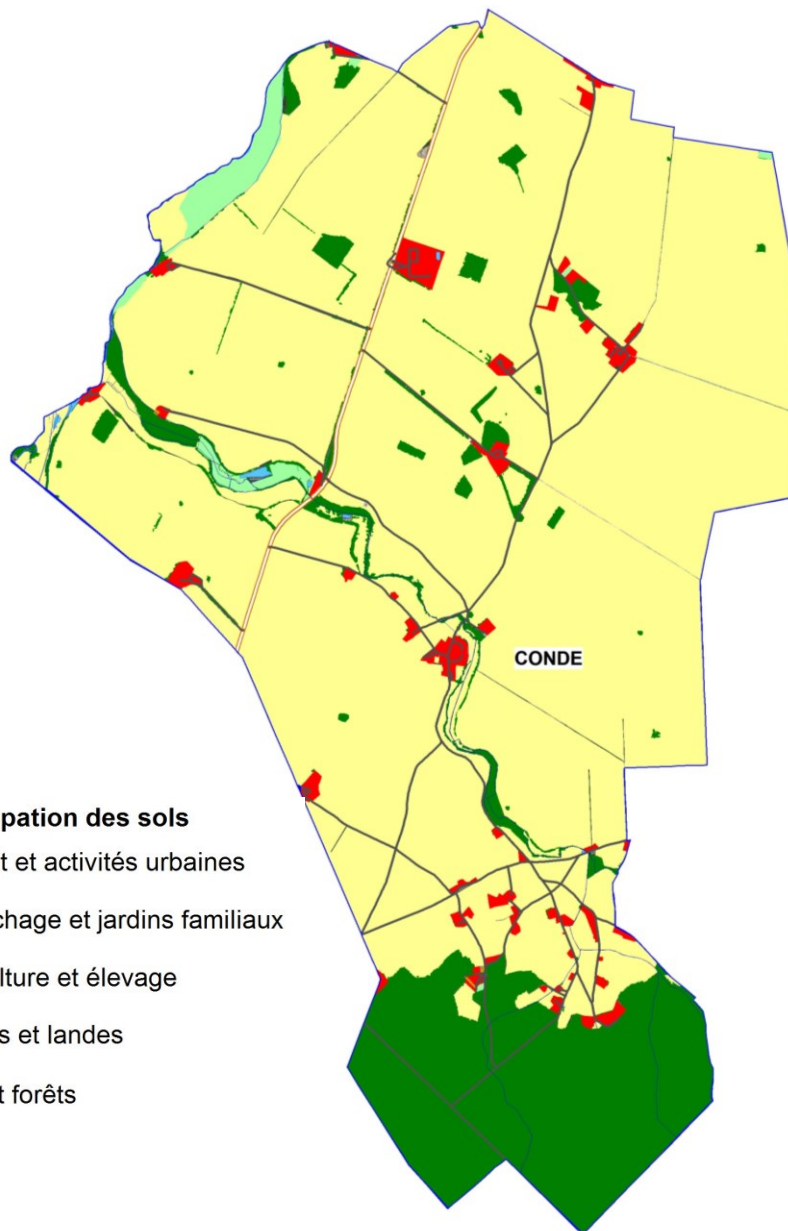 CONDE
pation des sols
t et activités urbaines
chage et jardins familiaux
lture et élevage
s et landes
t forêts